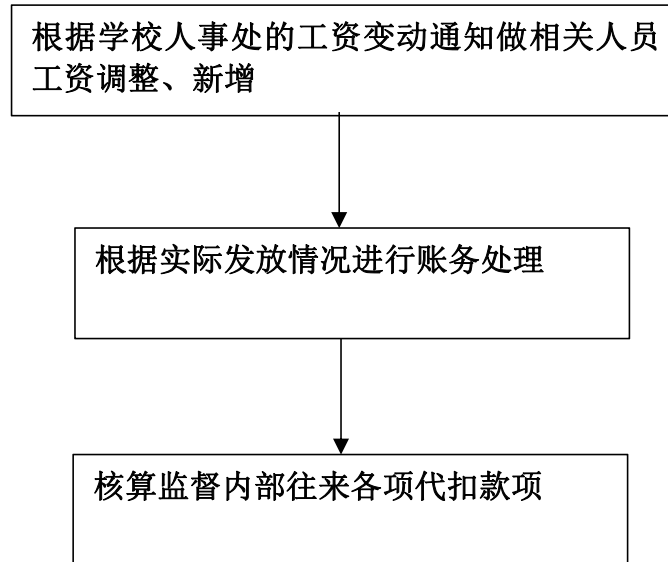 根据学校人事处的工资变动通知做相关人员
工资调整、新增
根据实际发放情况进行账务处理
核算监督内部往来各项代扣款项